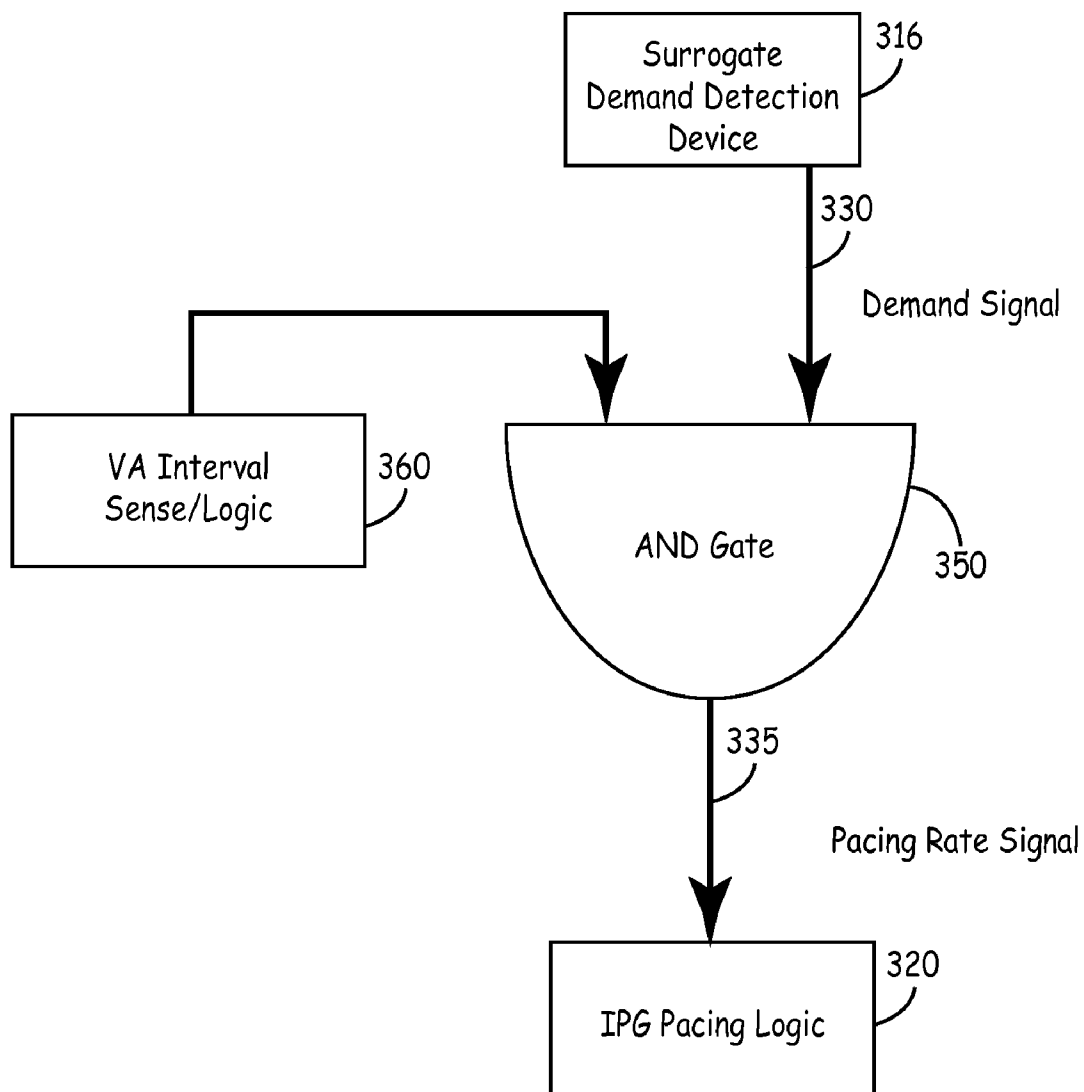 Surrogate
Demand Detection
Device
316
330
Demand Signal
VA Interval
Sense/Logic
360
AND Gate
350
335
Pacing Rate Signal
320
IPG Pacing Logic